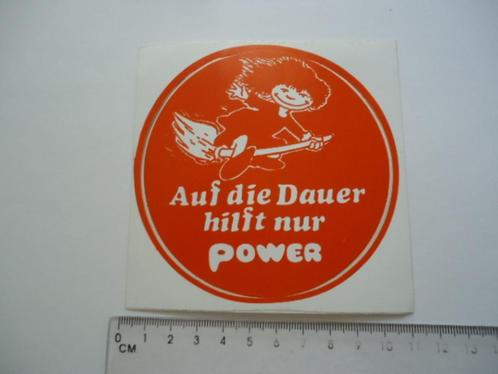 Auf die Dauer
hilft nur
POWER
0 1 2 3 4 5 6 7 8 9 10 11 12 13
CM